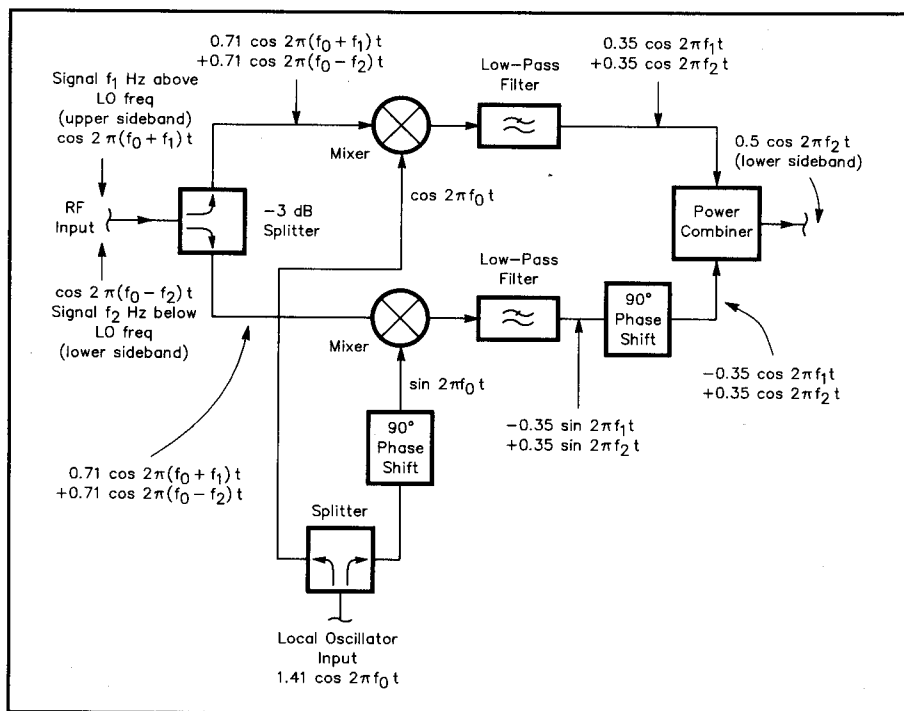 0.71 cos 2π(f₀ + f₁) t
+0.71 cos 2π(f₀ − f₂) t
0.35 cos 2πf₁ t
+0.35 cos 2πf₂ t
Signal f₁ Hz above
LO freq
(upper sideband)
cos 2 π(f₀ + f₁) t
Low−Pass
Filter
Mixer
0.5 cos 2πf₂ t
(lower sideband)
cos 2πf₀ t
RF
Input
−3 dB
Splitter
Power
Combiner
Low−Pass
Filter
cos 2 π(f₀ − f₂) t
Signal f₂ Hz below
LO freq
(lower sideband)
Mixer
90°
Phase
Shift
sin 2πf₀ t
−0.35 cos 2πf₁ t
+0.35 cos 2πf₂ t
90°
Phase
Shift
−0.35 sin 2πf₁ t
+0.35 sin 2πf₂ t
0.71 cos 2π(f₀ + f₁) t
+0.71 cos 2π(f₀ − f₂) t
Splitter
Local Oscillator
Input
1.41 cos 2πf₀ t